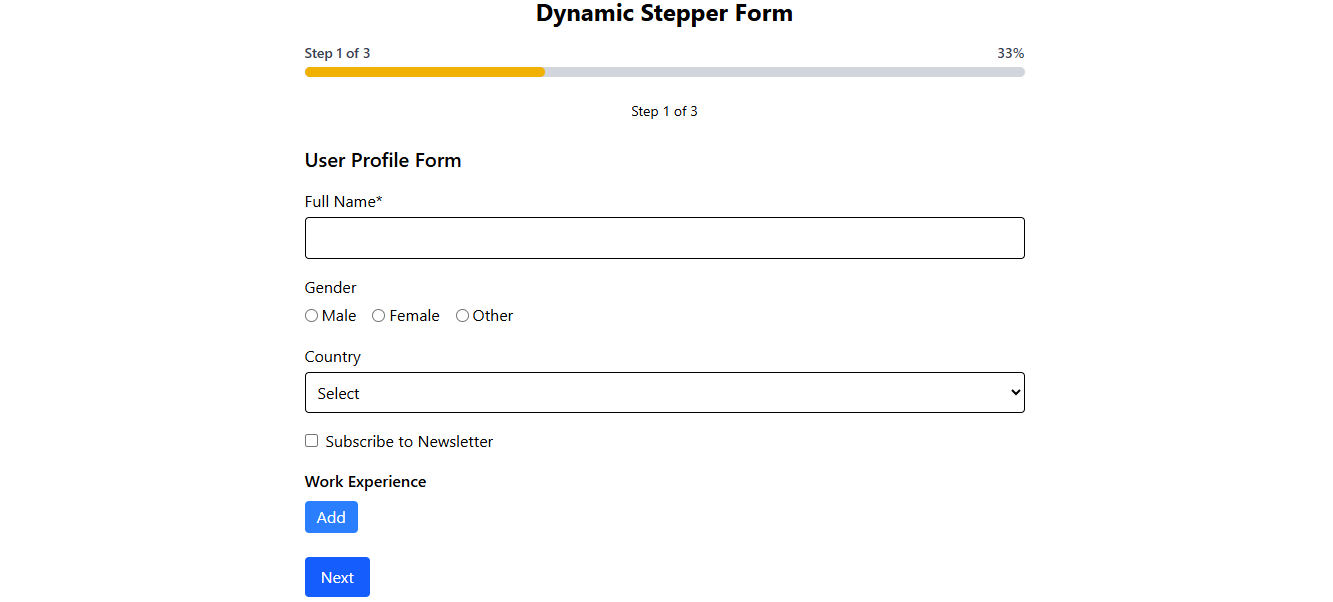 Dynamic Stepper Form
Step 1 of 3 33%
Step 1 of 3
User Profile Form
Full Name*
Gender
Male Female Other
Country
Select
Subscribe to Newsletter
Work Experience
Add
Next